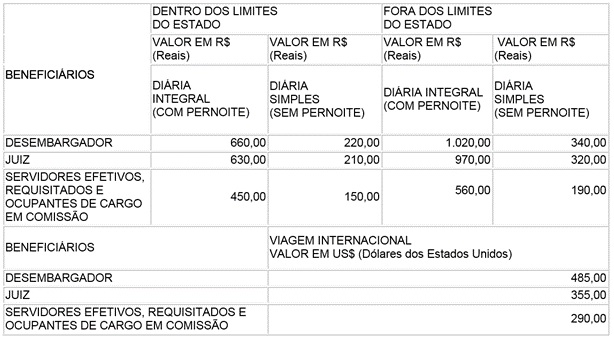 BENEFICIÁRIOS
DENTRO DOS LIMITES
DO ESTADO
FORA DOS LIMITES
DO ESTADO
VALOR EM R$
(Reais)
VALOR EM R$
(Reais)
VALOR EM R$
(Reais)
VALOR EM R$
(Reais)
DIÁRIA
INTEGRAL
(COM PERNOITE)
DIÁRIA
SIMPLES
(SEM PERNOITE)
DIÁRIA INTEGRAL
(COM PERNOITE)
DIÁRIA
SIMPLES
(SEM PERNOITE)
DESEMBARGADOR 660,00 220,00 1.020,00 340,00
JUIZ 630,00 210,00 970,00 320,00
SERVIDORES EFETIVOS,
REQUISITADOS E
OCUPANTES DE CARGO
EM COMISSÃO
450,00 150,00 560,00 190,00
BENEFICIÁRIOS
VIAGEM INTERNACIONAL
VALOR EM US$ (Dólares dos Estados Unidos)
DESEMBARGADOR 485,00
JUIZ 355,00
SERVIDORES EFETIVOS, REQUISITADOS E
OCUPANTES DE CARGO EM COMISSÃO
290,00